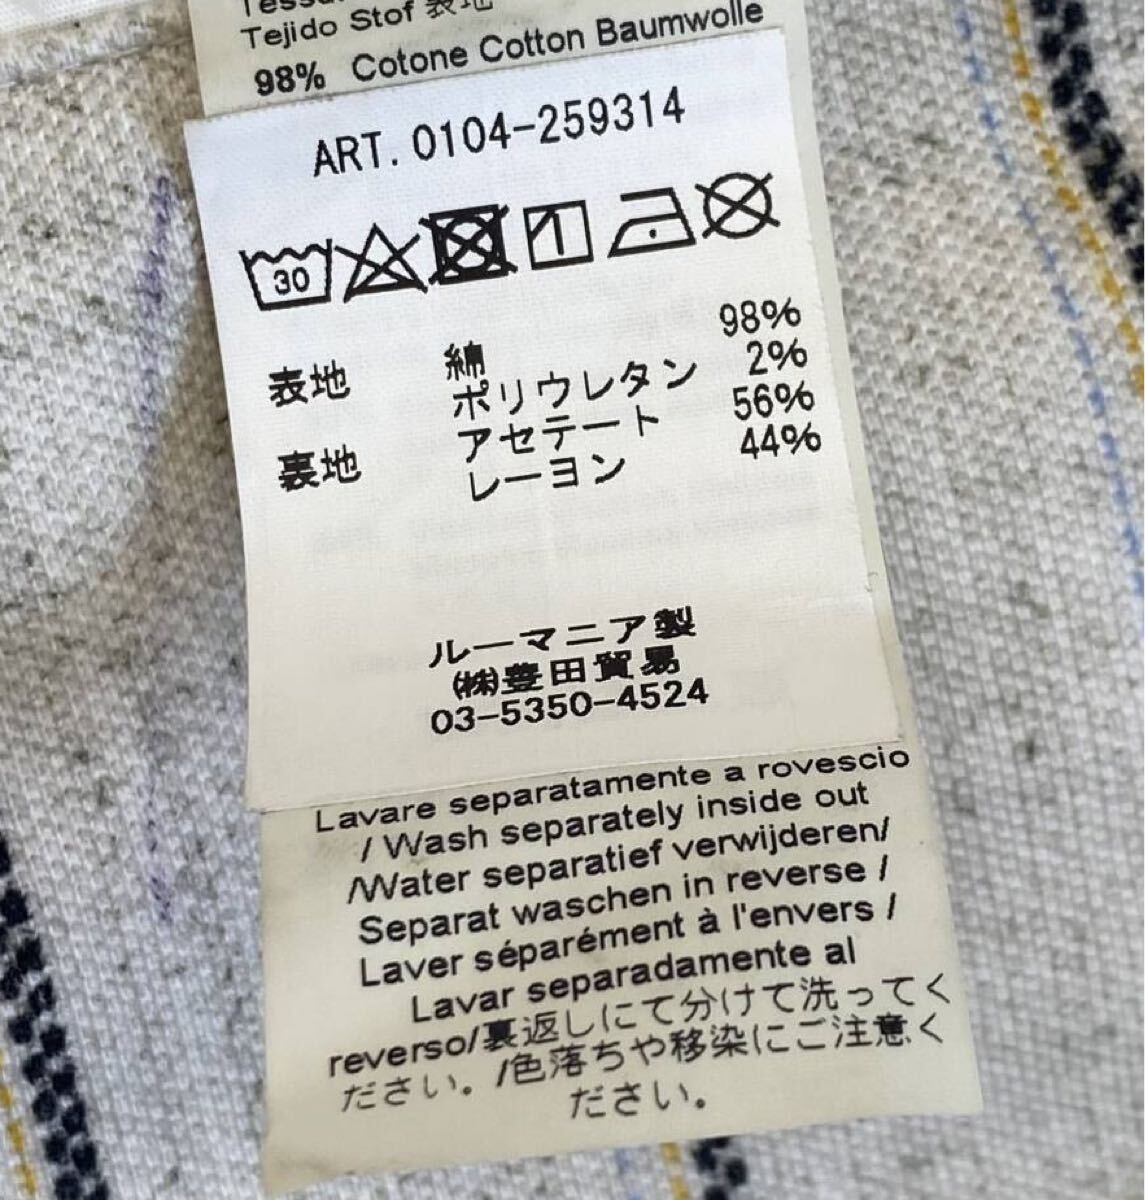 Tejido Stof 表地
98% Cotone Cotton Baumwolle
ART. 0104-259314
30
表地 綿 98%
ポリウレタン 2%
裏地 アセテート 56%
レーヨン 44%
ルーマニア製
(株)豊田貿易
03-5350-4524
Lavare separatamente a rovescio
/ Wash separately inside out
/Water separatief verwijderen/
Separat waschen in reverse /
Laver séparément à l'envers /
Lavar separadamente al
reverso/裏返しにて分けて洗ってく
ださい。/色落ちや移染にご注意く
ださい。